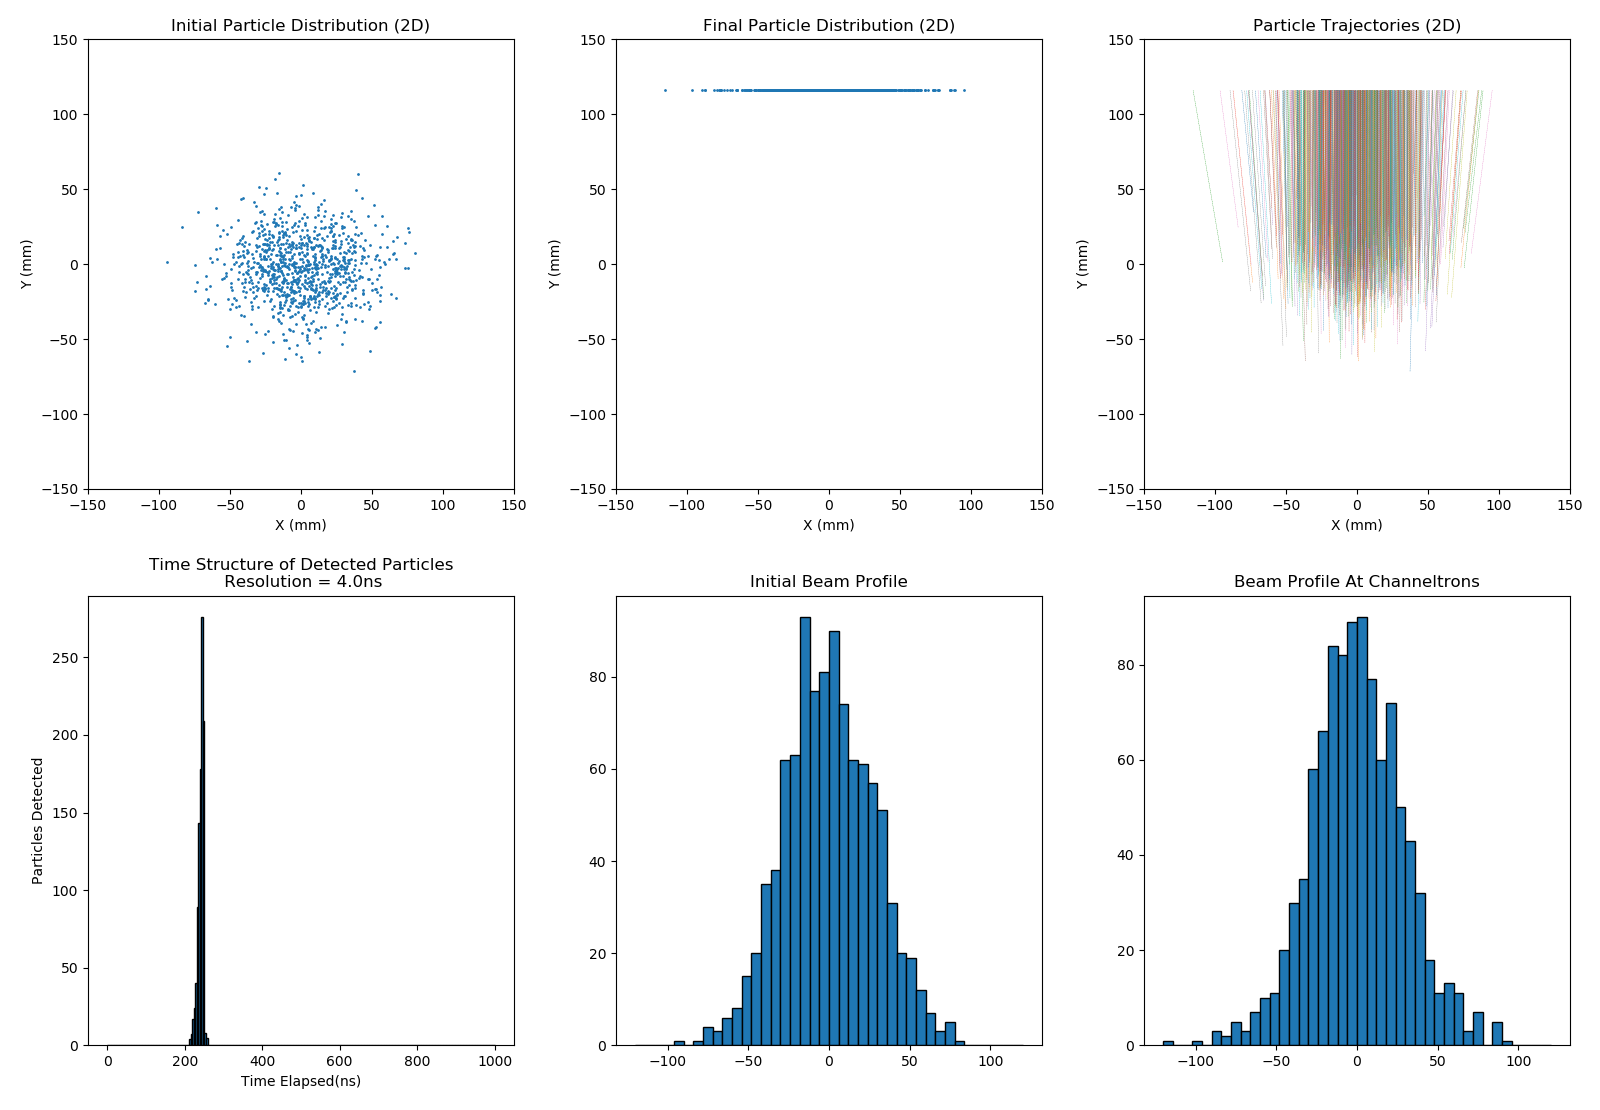 Initial Particle Distribution (2D)
150
100
50
0
−50
−100
−150
Y (mm)
−150 −100 −50 0 50 100 150
X (mm)
Final Particle Distribution (2D)
150
100
50
0
−50
−100
−150
Y (mm)
−150 −100 −50 0 50 100 150
X (mm)
Particle Trajectories (2D)
150
100
50
0
−50
−100
−150
Y (mm)
−150 −100 −50 0 50 100 150
X (mm)
Time Structure of Detected Particles
Resolution = 4.0ns
250
200
150
100
50
0
Particles Detected
0 200 400 600 800 1000
Time Elapsed(ns)
Initial Beam Profile
80
60
40
20
0
−100 −50 0 50 100
Beam Profile At Channeltrons
80
60
40
20
0
−100 −50 0 50 100